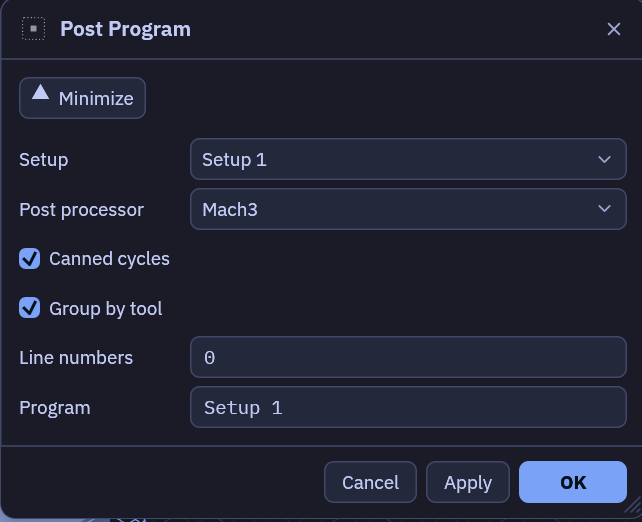 Post Program
Minimize
Setup Setup 1
Post processor Mach3
Canned cycles
Group by tool
Line numbers 0
Program Setup 1
Cancel Apply OK